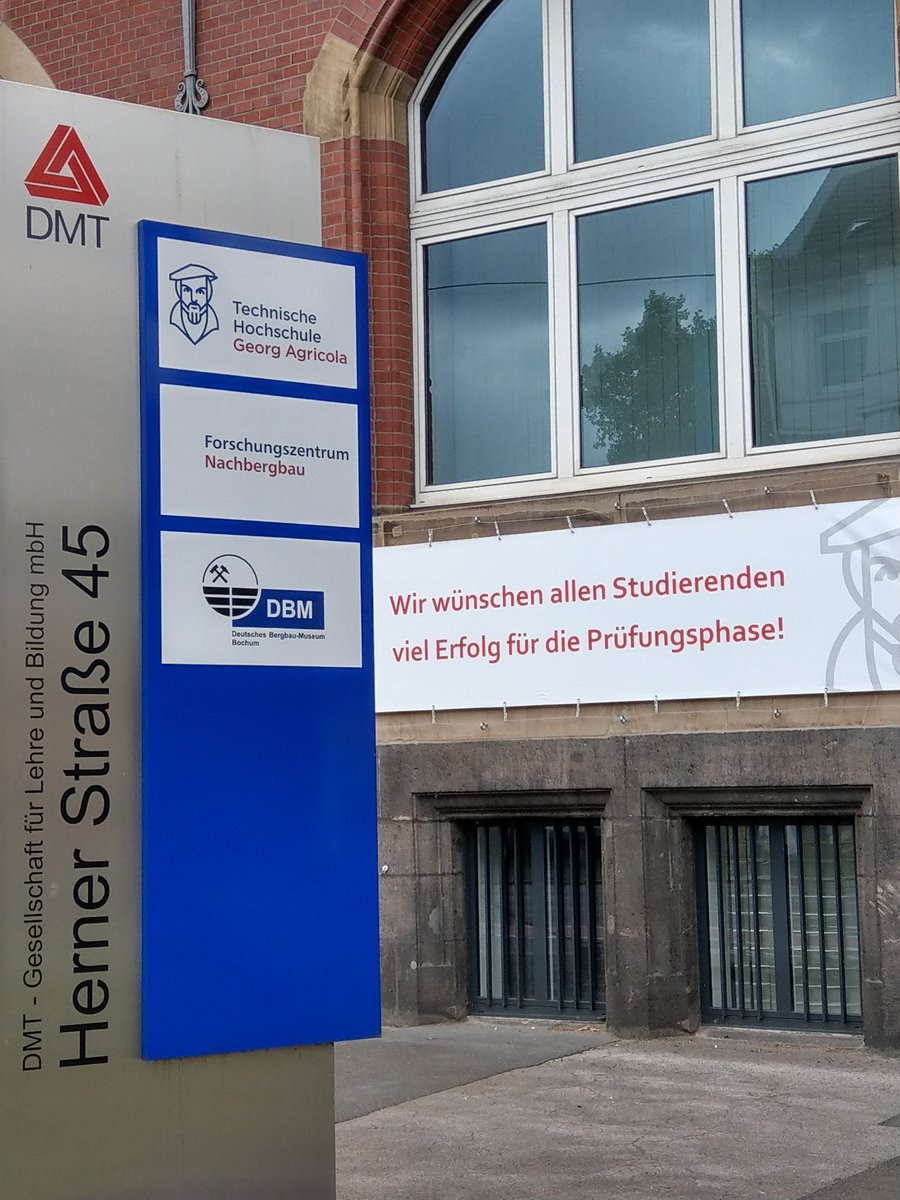 DMT
Technische
Hochschule
Georg Agricola
Forschungszentrum
Nachbergbau
DBM
Deutsches Bergbau-Museum
Bochum
DMT - Gesellschaft für Lehre und Bildung mbH
Herner Straße 45
Wir wünschen allen Studierenden
viel Erfolg für die Prüfungsphase!